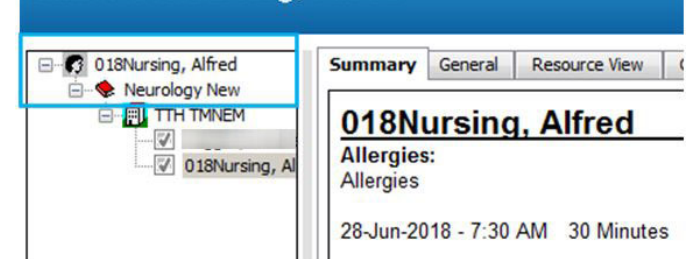 018Nursing, Alfred
Neurology New
TTH TMNEM
018Nursing, Al
Summary
General
Resource View
018Nursing, Alfred
Allergies:
Allergies
28-Jun-2018 - 7:30 AM 30 Minutes